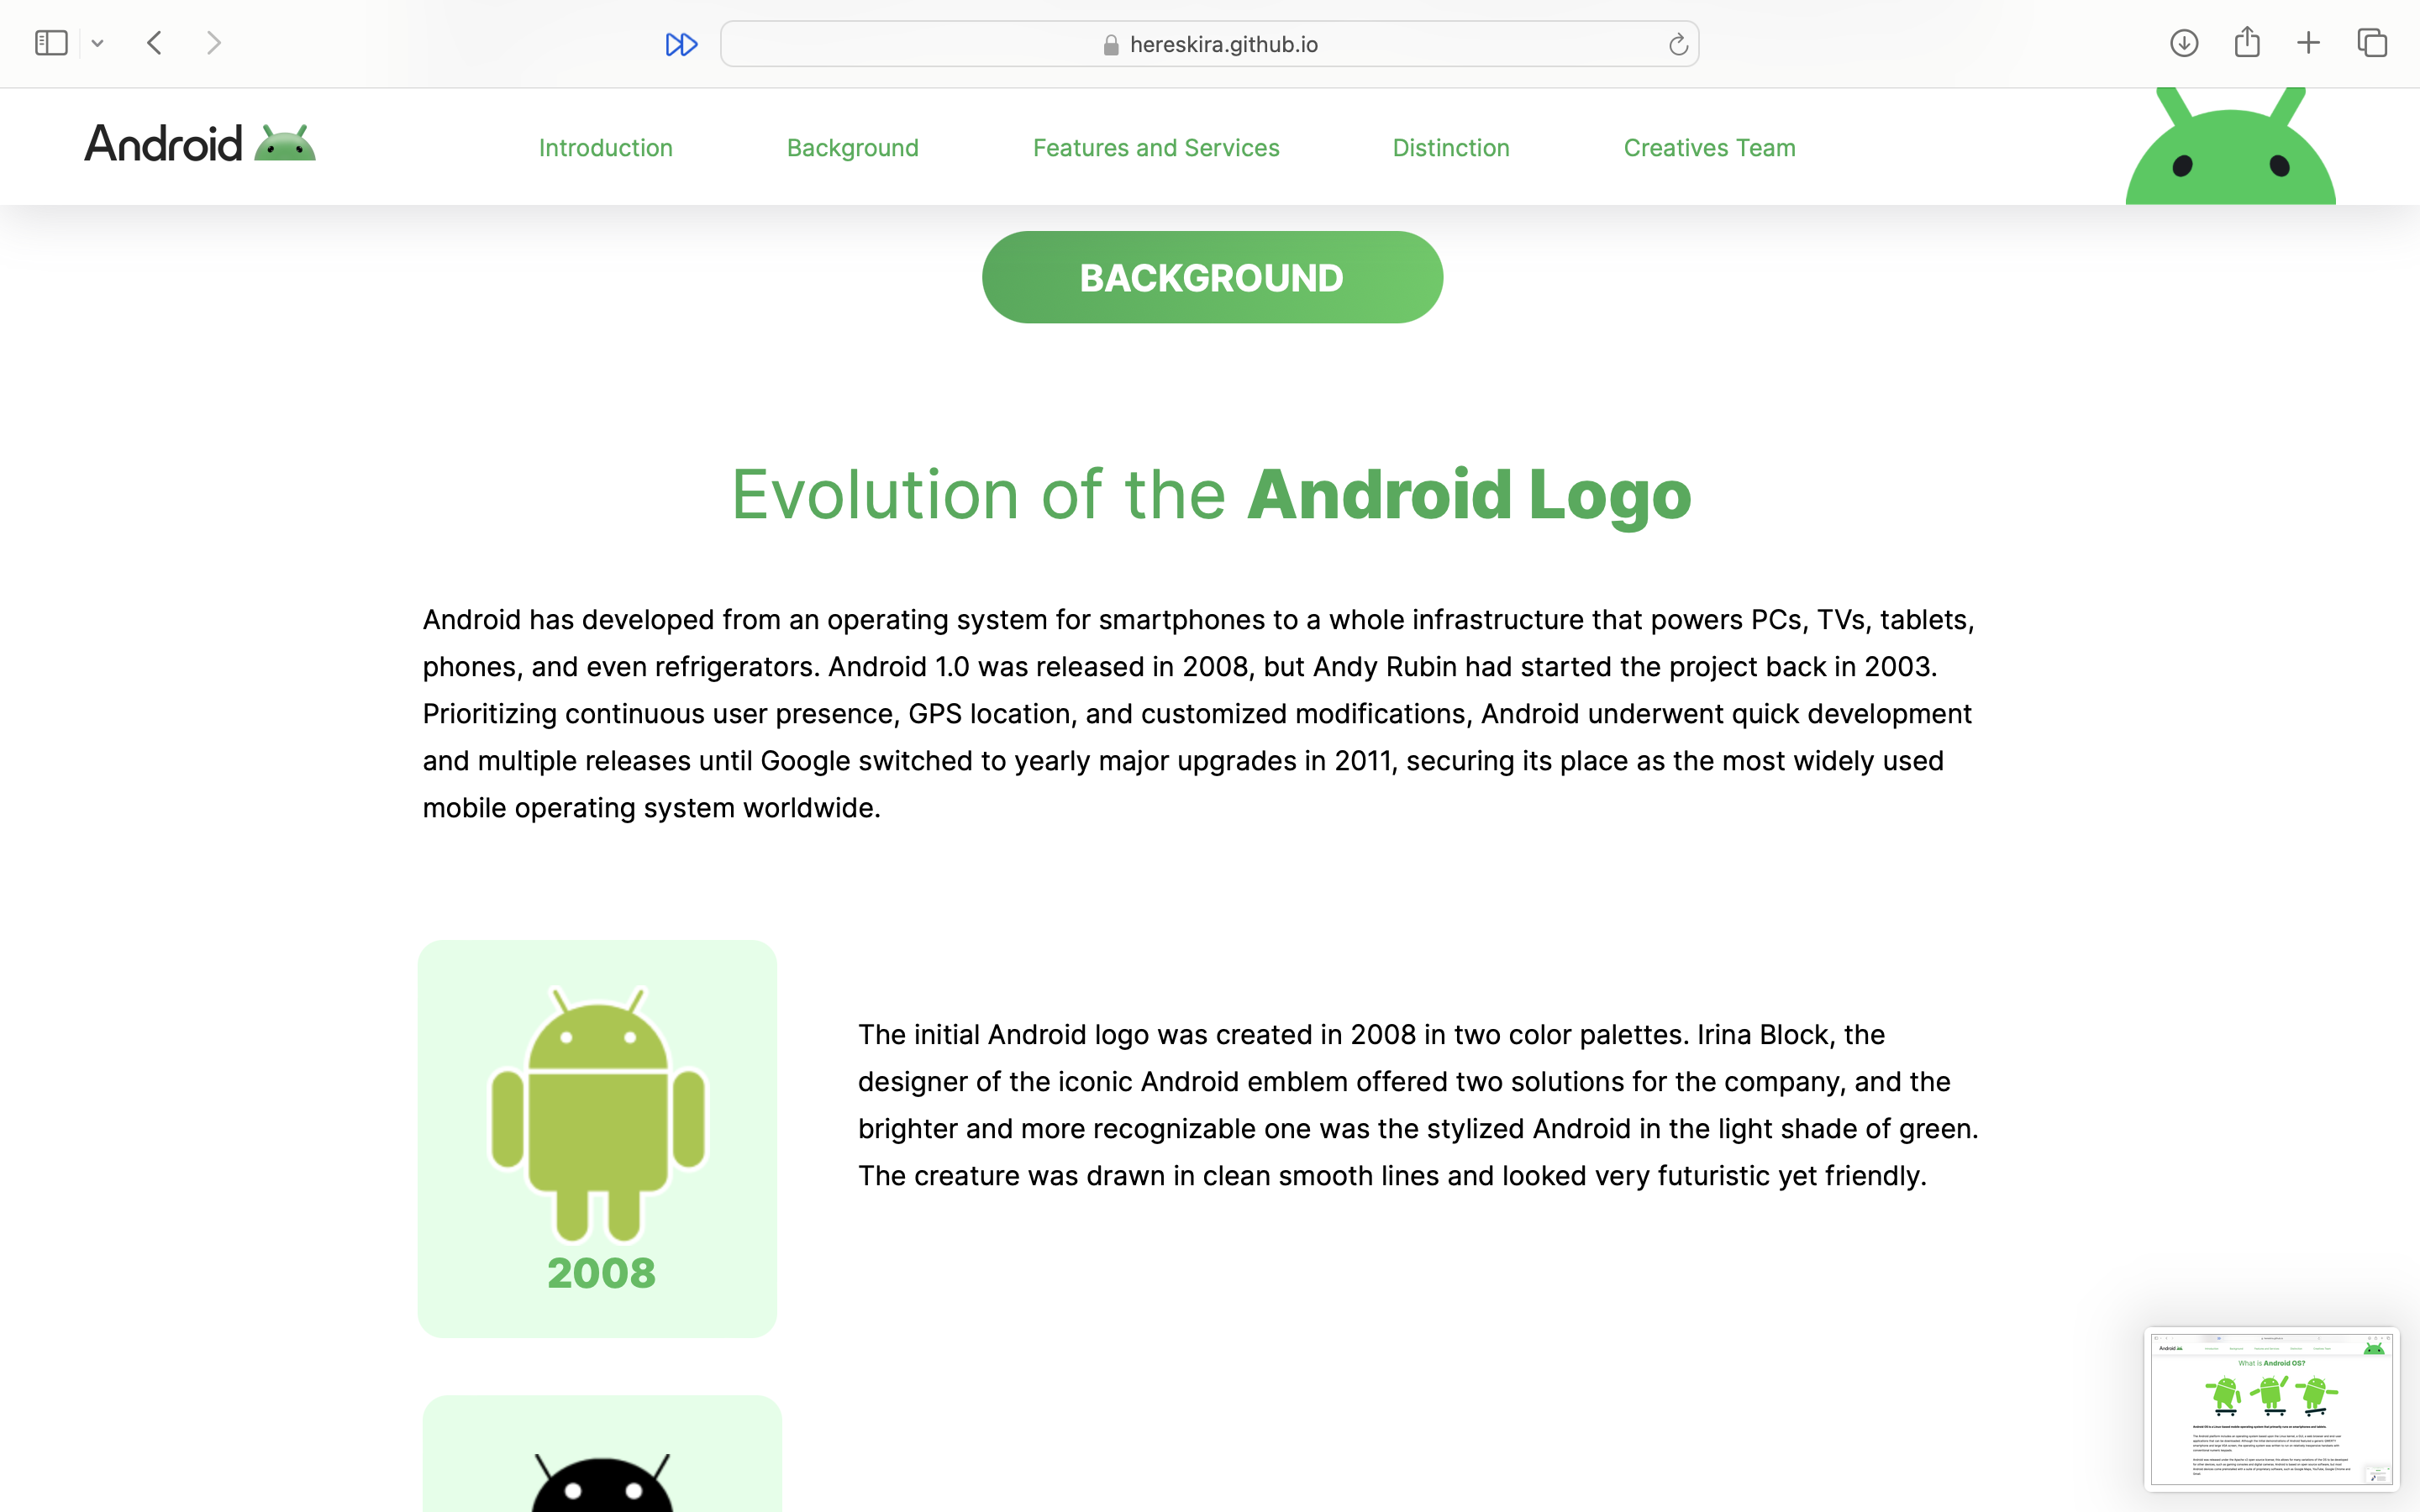 hereskira.github.io
Android
Introduction
Background
Features and Services
Distinction
Creatives Team
BACKGROUND
Evolution of the Android Logo
Android has developed from an operating system for smartphones to a whole infrastructure that powers PCs, TVs, tablets,
phones, and even refrigerators. Android 1.0 was released in 2008, but Andy Rubin had started the project back in 2003.
Prioritizing continuous user presence, GPS location, and customized modifications, Android underwent quick development
and multiple releases until Google switched to yearly major upgrades in 2011, securing its place as the most widely used
mobile operating system worldwide.
The initial Android logo was created in 2008 in two color palettes. Irina Block, the
designer of the iconic Android emblem offered two solutions for the company, and the
brighter and more recognizable one was the stylized Android in the light shade of green.
The creature was drawn in clean smooth lines and looked very futuristic yet friendly.
2008
Android
What is Android OS?